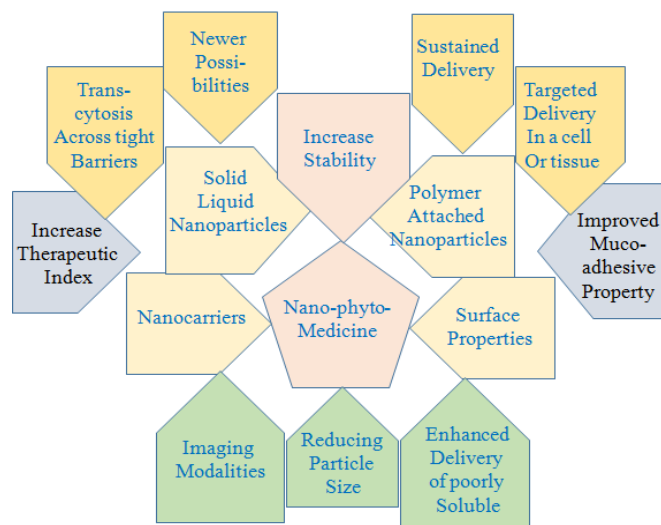 Newer
Possi-
bilities
Sustained
Delivery
Trans-
cytosis
Across tight
Barriers
Increase
Stability
Targeted
Delivery
In a cell
Or tissue
Solid
Liquid
Nanoparticles
Polymer
Attached
Nanoparticles
Increase
Therapeutic
Index
Improved
Muco-
adhesive
Property
Nanocarriers
Nano-phyto-
Medicine
Surface
Properties
Imaging
Modalities
Reducing
Particle
Size
Enhanced
Delivery
of poorly
Soluble